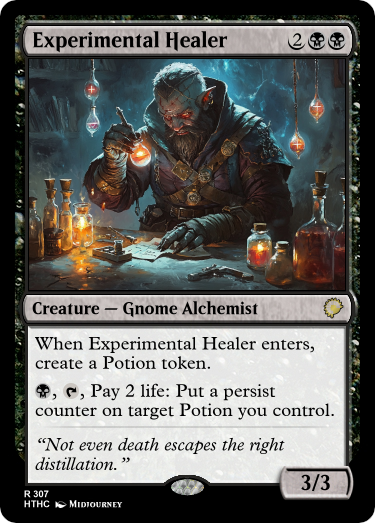 Experimental Healer 2
Creature — Gnome Alchemist
When Experimental Healer enters,
create a Potion token.
, , Pay 2 life: Put a persist
counter on target Potion you control.
“Not even death escapes the right
distillation.”
3/3
R 307
HTHC Midjourney